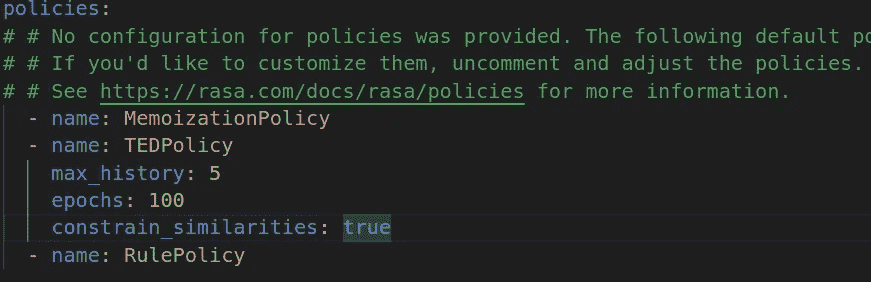 policies:
# # No configuration for policies was provided. The following default po
# # If you'd like to customize them, uncomment and adjust the policies.
# # See https://rasa.com/docs/rasa/policies for more information.
- name: MemoizationPolicy
- name: TEDPolicy
max_history: 5
epochs: 100
constrain_similarities: true
- name: RulePolicy